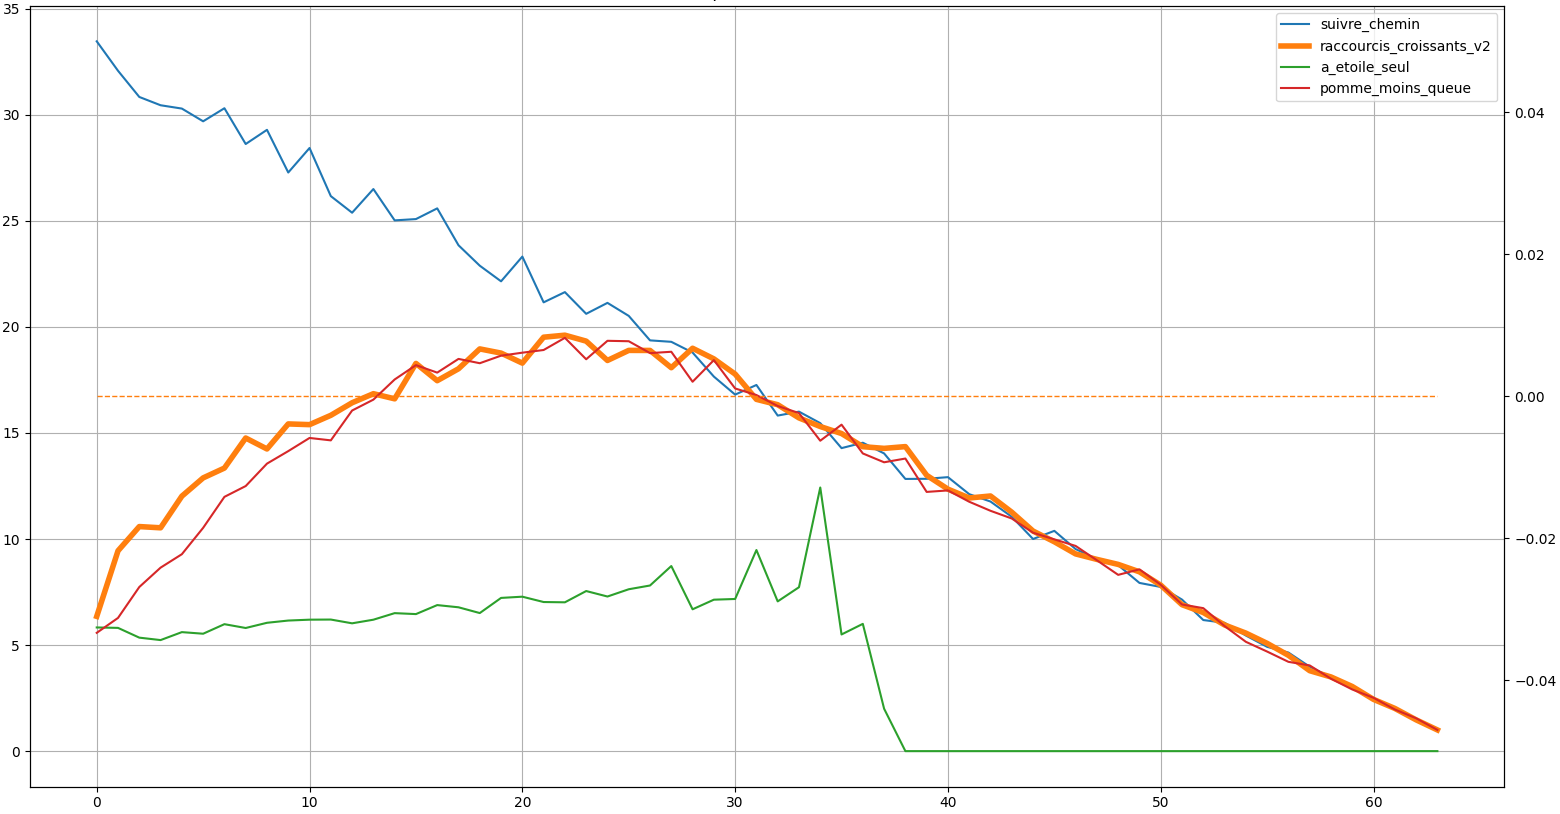 suivre_chemin
raccourcis_croissants_v2
a_etoile_seul
pomme_moins_queue
35
30
25
20
15
10
5
0
0.04
0.02
0.00
−0.02
−0.04
0 10 20 30 40 50 60